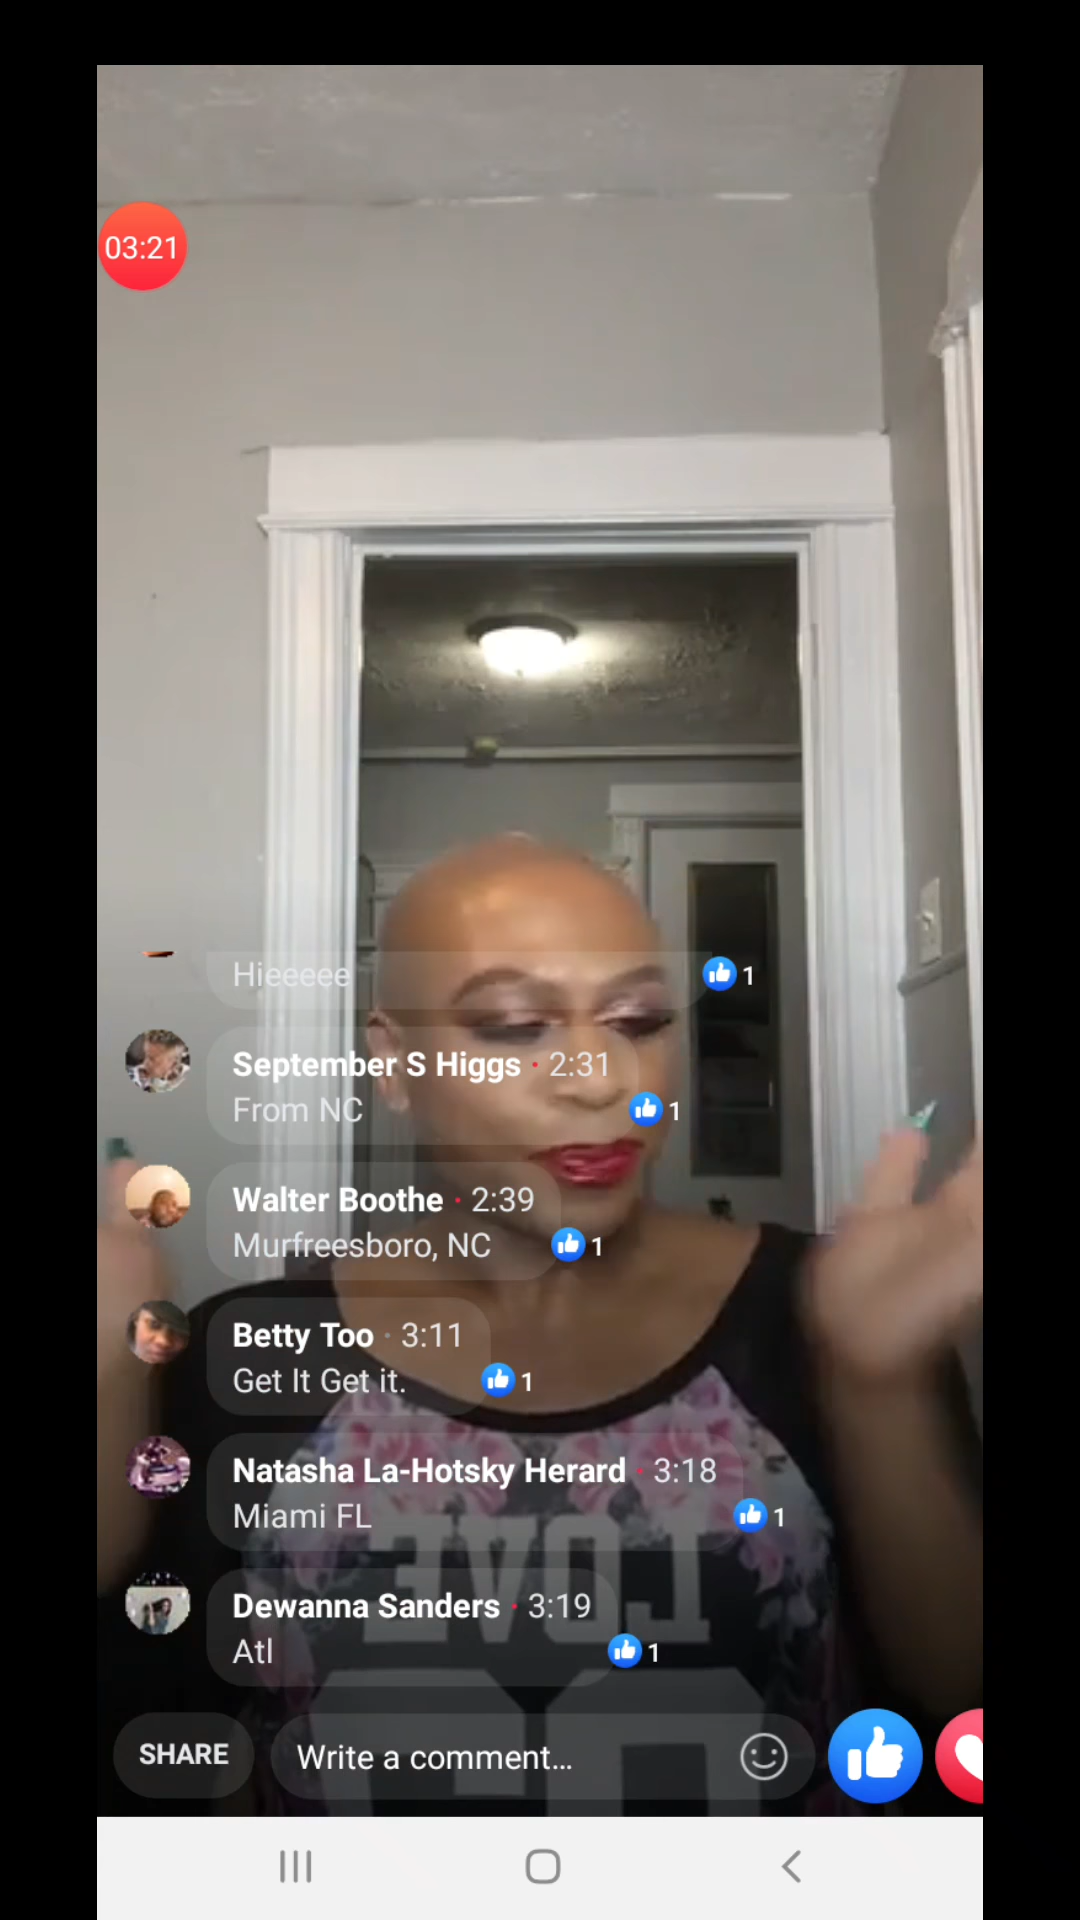 03:21
Hieeeee
1
September S Higgs · 2:31
From NC
1
Walter Boothe · 2:39
Murfreesboro, NC
1
Betty Too · 3:11
Get It Get it.
1
Natasha La-Hotsky Herard · 3:18
Miami FL
1
LOVE
Dewanna Sanders · 3:19
Atl
1
SHARE
Write a comment...